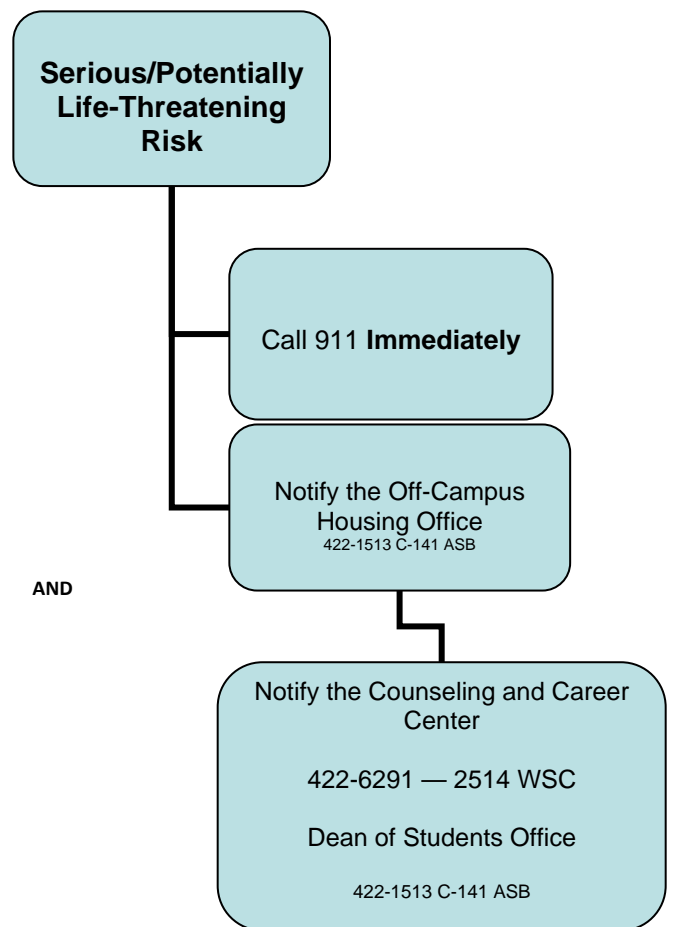 Serious/Potentially
Life-Threatening
Risk
Call 911 Immediately
Notify the Off-Campus
Housing Office
422-1513 C-141 ASB
AND
Notify the Counseling and Career
Center
422-6291 — 2514 WSC
Dean of Students Office
422-1513 C-141 ASB